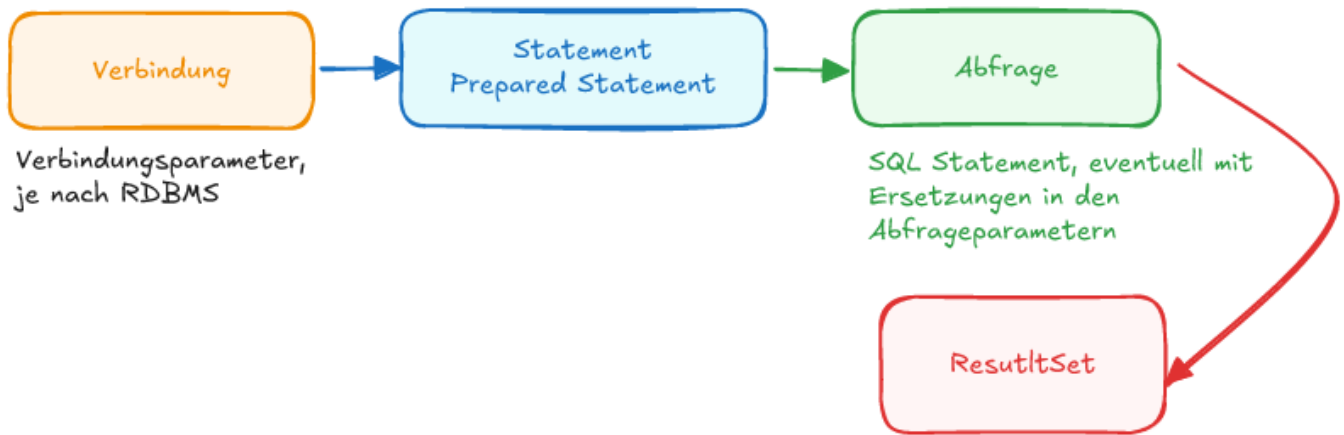 Verbindung
Statement
Prepared Statement
Abfrage
Verbindungsparameter,
je nach RDBMS
SQL Statement, eventuell mit
Ersetzungen in den
Abfrageparametern
ResutltSet